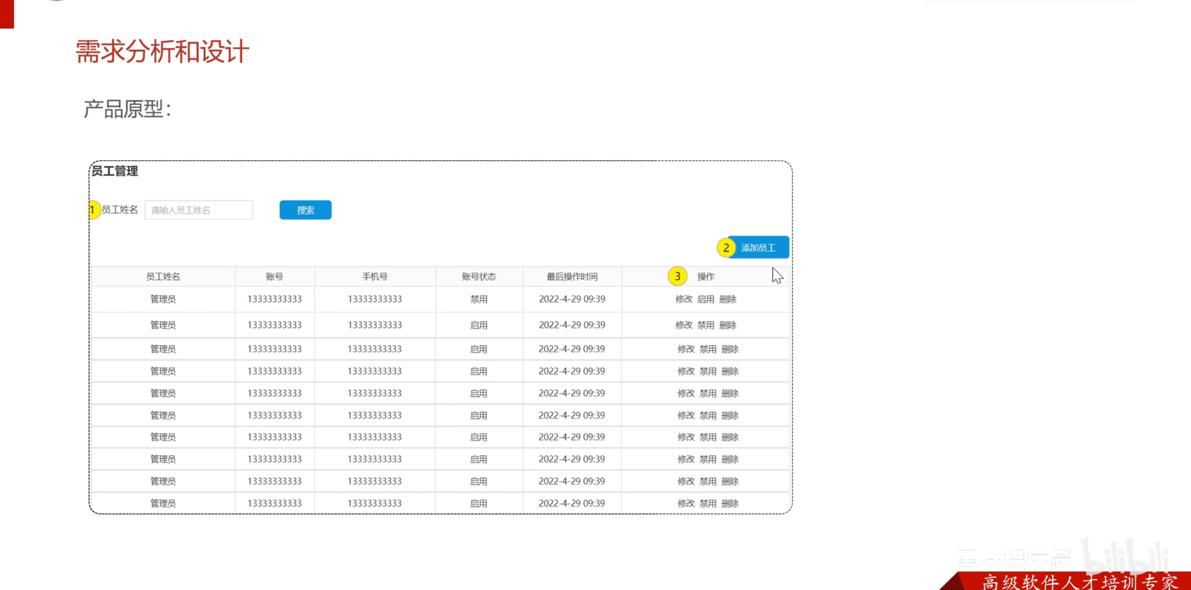 需求分析和设计
产品原型：
员工管理
1 员工姓名 请输入员工姓名 搜索
2 添加员工
员工姓名 账号 手机号 账号状态 最后操作时间 3 操作
管理员 13333333333 13333333333 禁用 2022-4-29 09:39 修改 启用 删除
管理员 13333333333 13333333333 启用 2022-4-29 09:39 修改 禁用 删除
管理员 13333333333 13333333333 启用 2022-4-29 09:39 修改 禁用 删除
管理员 13333333333 13333333333 启用 2022-4-29 09:39 修改 禁用 删除
管理员 13333333333 13333333333 启用 2022-4-29 09:39 修改 禁用 删除
管理员 13333333333 13333333333 启用 2022-4-29 09:39 修改 禁用 删除
管理员 13333333333 13333333333 启用 2022-4-29 09:39 修改 禁用 删除
管理员 13333333333 13333333333 启用 2022-4-29 09:39 修改 禁用 删除
管理员 13333333333 13333333333 启用 2022-4-29 09:39 修改 禁用 删除
管理员 13333333333 13333333333 启用 2022-4-29 09:39 修改 禁用 删除
bilibili
高级软件人才培训专家